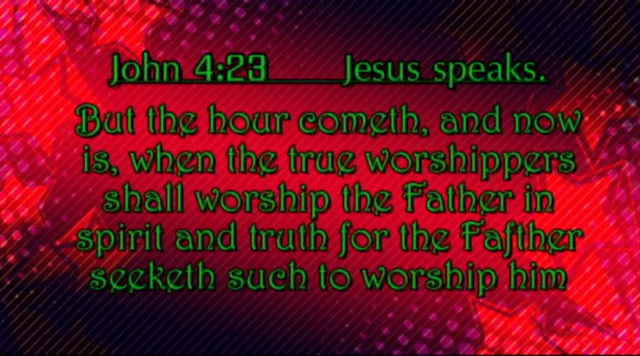 John 4:23 Jesus speaks.
But the hour cometh, and now
is, when the true worshippers
shall worship the Father in
spirit and truth for the Fafther
seeketh such to worship him